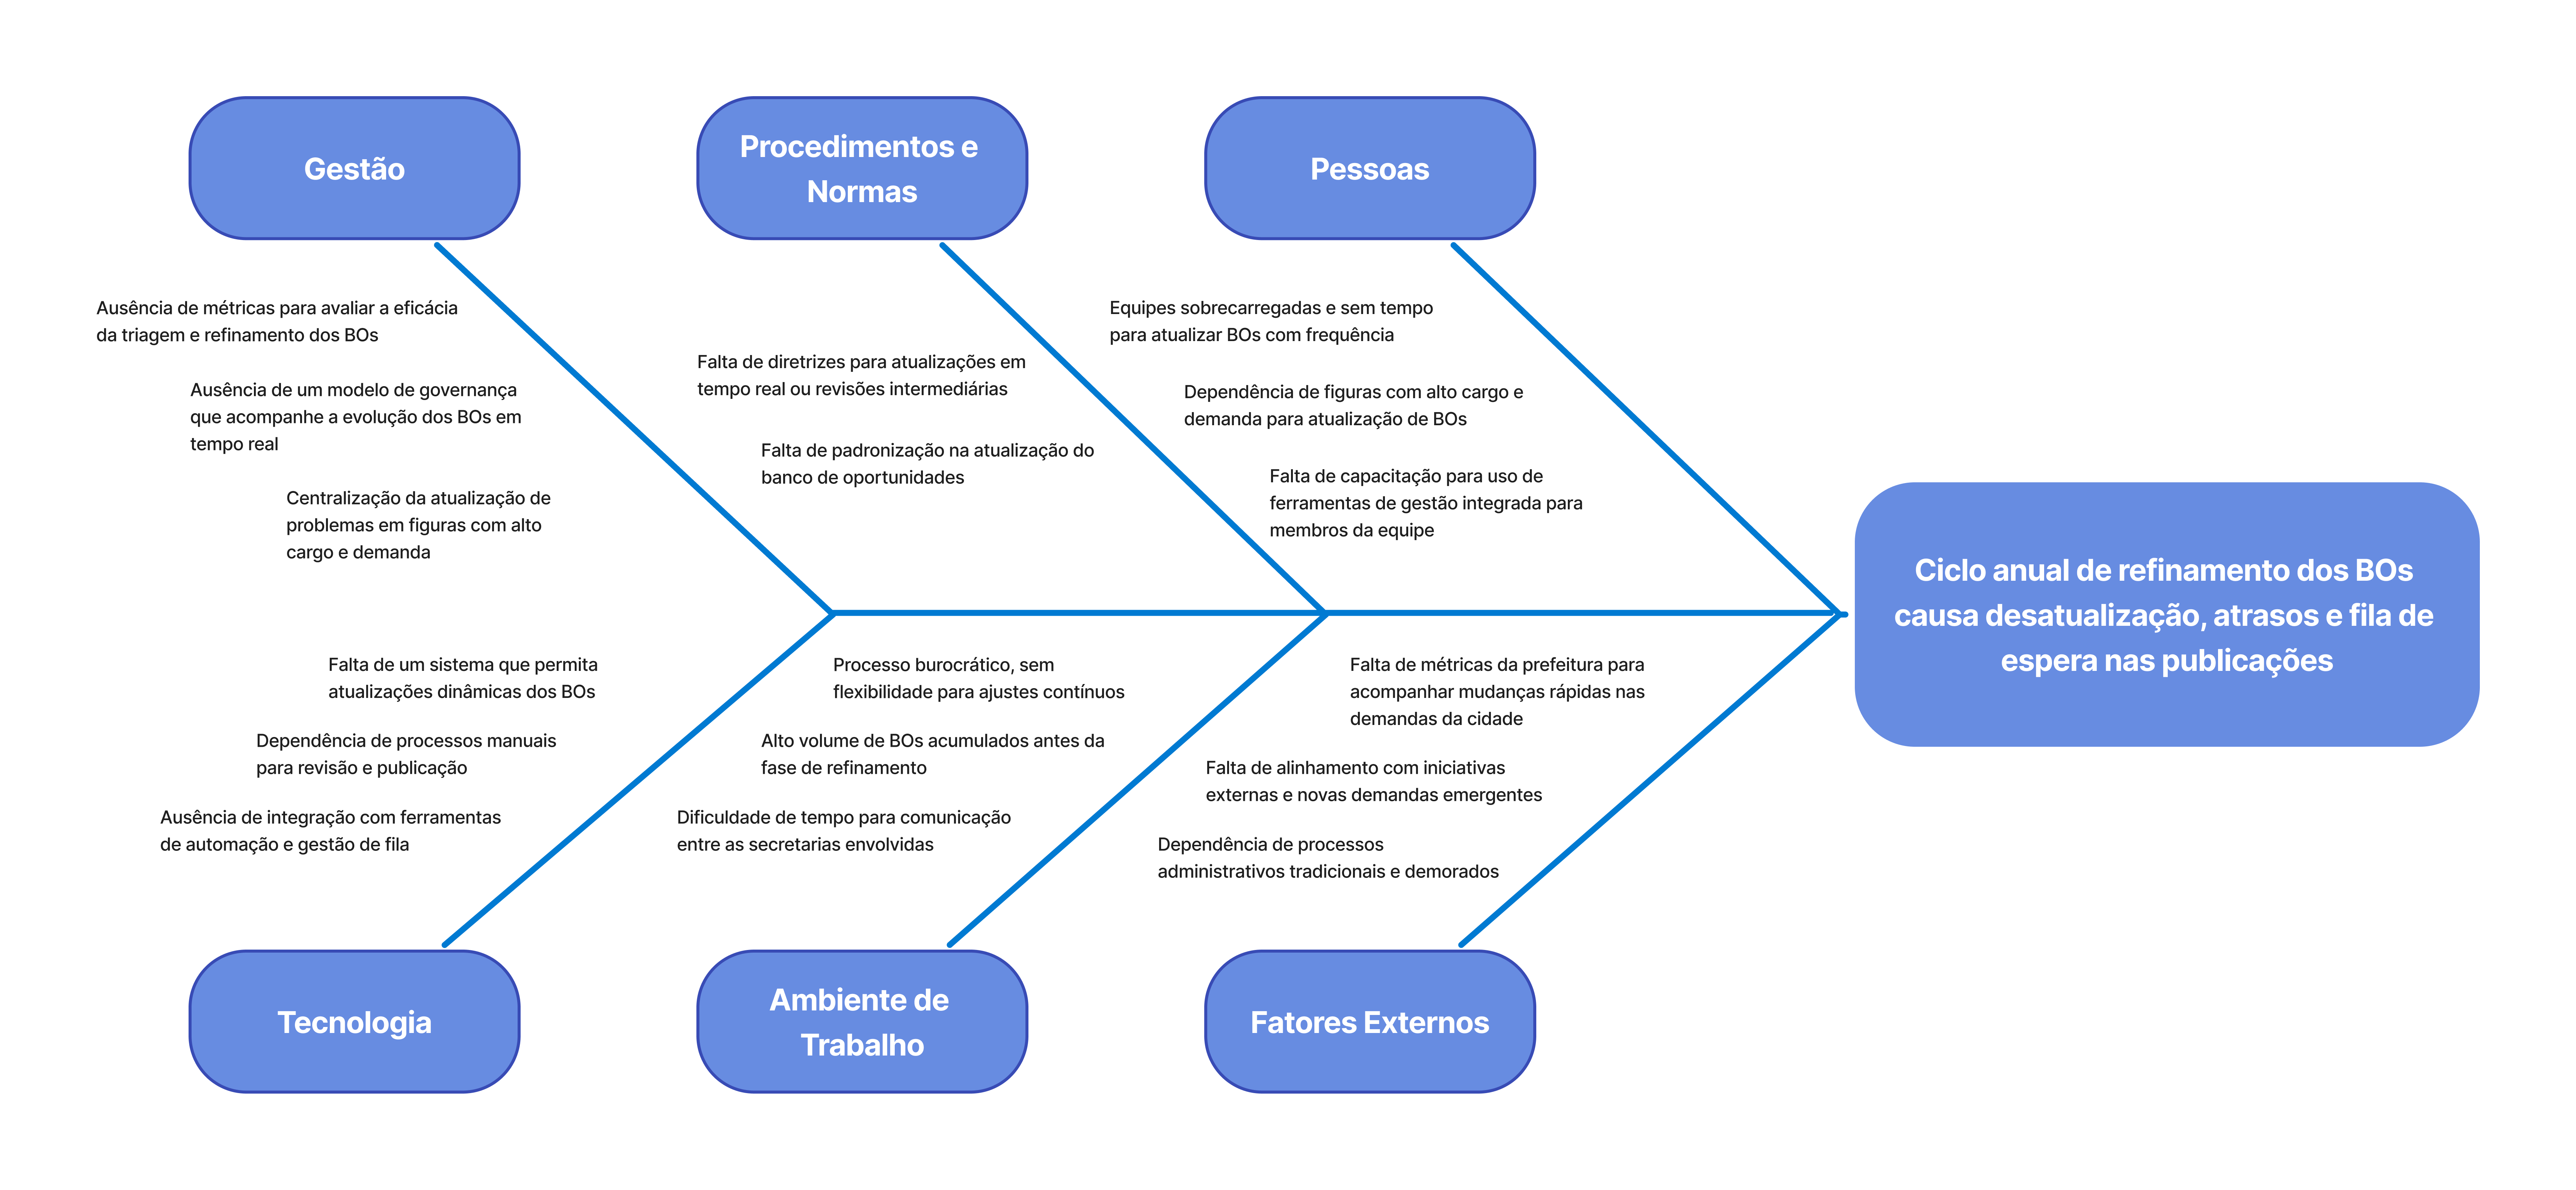 Gestão
Procedimentos e
Normas
Pessoas
Ausência de métricas para avaliar a eficácia
da triagem e refinamento dos BOs
Ausência de um modelo de governança
que acompanhe a evolução dos BOs em
tempo real
Centralização da atualização de
problemas em figuras com alto
cargo e demanda
Falta de diretrizes para atualizações em
tempo real ou revisões intermediárias
Falta de padronização na atualização do
banco de oportunidades
Equipes sobrecarregadas e sem tempo
para atualizar BOs com frequência
Dependência de figuras com alto cargo e
demanda para atualização de BOs
Falta de capacitação para uso de
ferramentas de gestão integrada para
membros da equipe
Ciclo anual de refinamento dos BOs
causa desatualização, atrasos e fila de
espera nas publicações
Falta de um sistema que permita
atualizações dinâmicas dos BOs
Dependência de processos manuais
para revisão e publicação
Ausência de integração com ferramentas
de automação e gestão de fila
Processo burocrático, sem
flexibilidade para ajustes contínuos
Alto volume de BOs acumulados antes da
fase de refinamento
Dificuldade de tempo para comunicação
entre as secretarias envolvidas
Falta de métricas da prefeitura para
acompanhar mudanças rápidas nas
demandas da cidade
Falta de alinhamento com iniciativas
externas e novas demandas emergentes
Dependência de processos
administrativos tradicionais e demorados
Tecnologia
Ambiente de
Trabalho
Fatores Externos